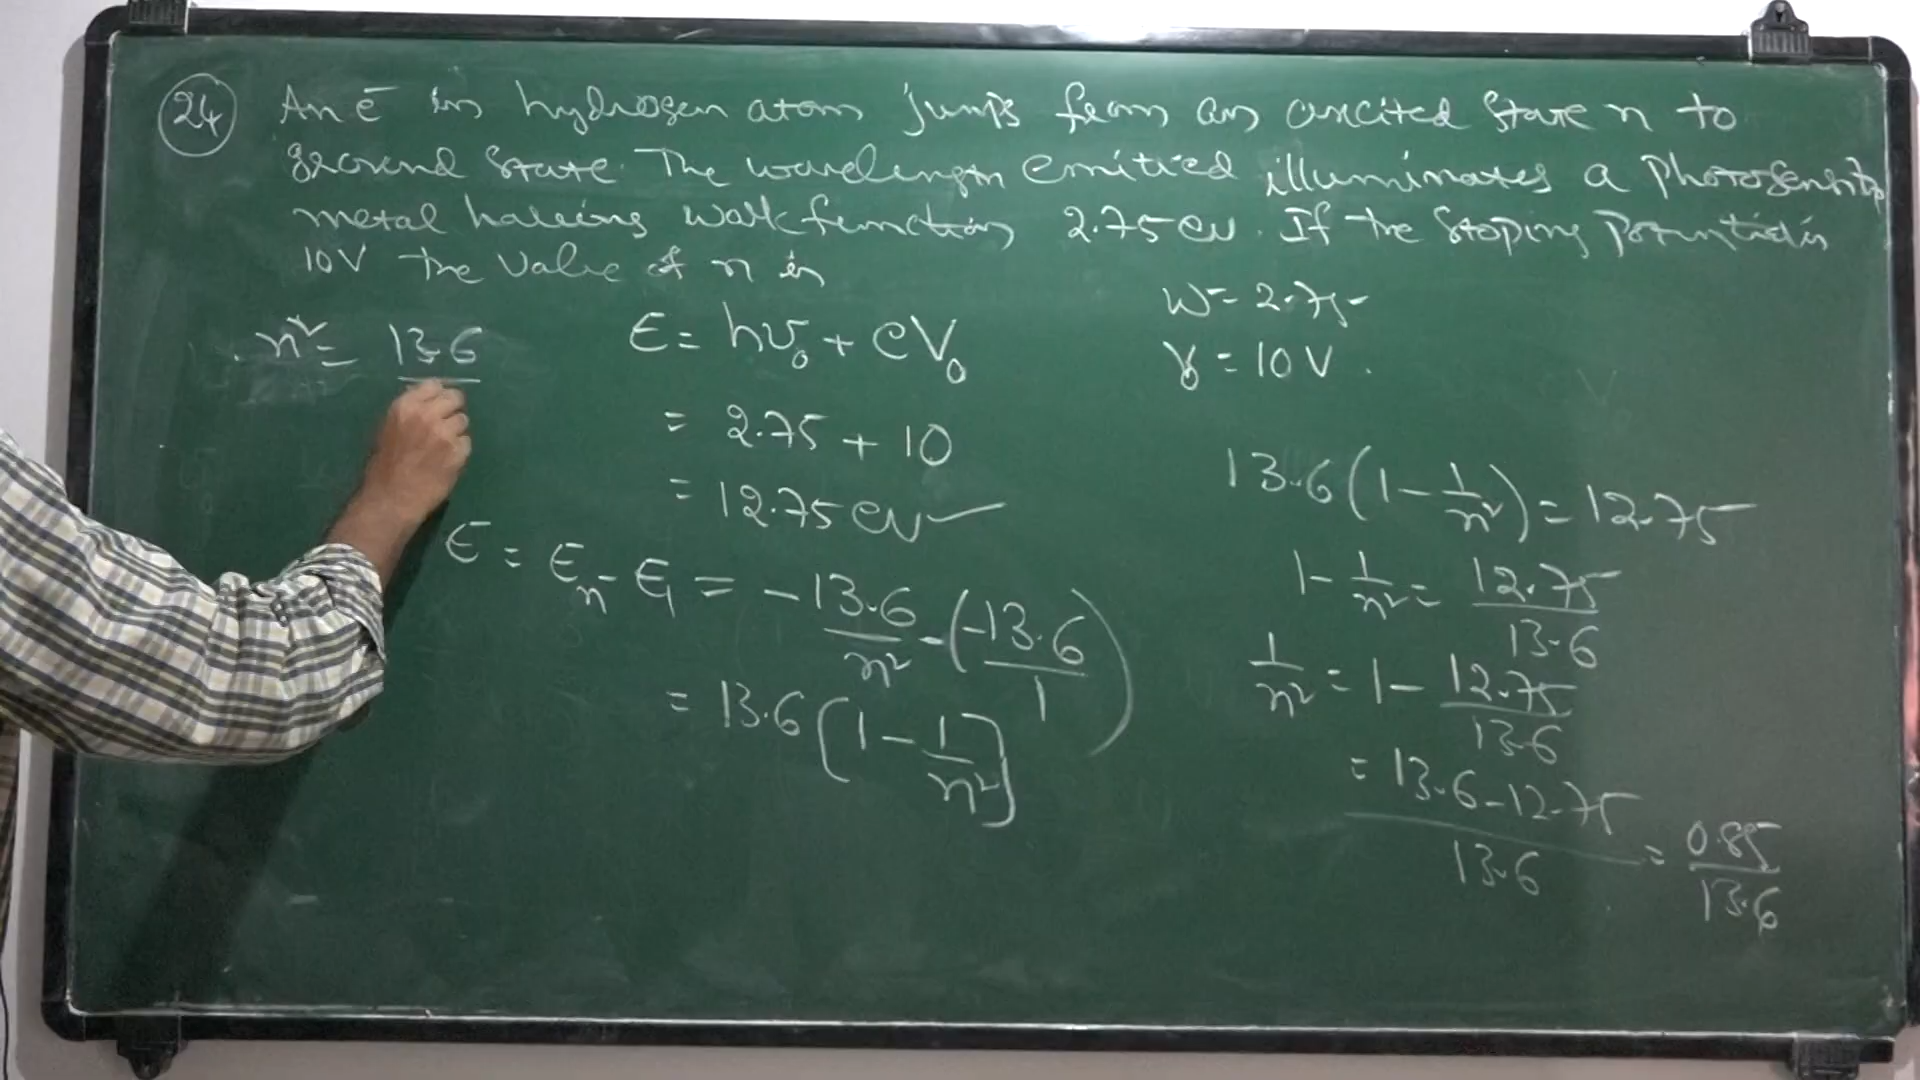 24 An e⁻ in hydrogen atom jumps from an excited state n to
ground state. The wavelength emitted illuminates a photosensitiv
metal having work function 2.75 eV. If the stoping potential is
10V the value of n is
n² = 13.6
E = hυ₀ + eV₀
= 2.75 + 10
= 12.75 eV
E = Eₙ - E₁ = -13.6/n² - (-13.6/1)
= 13.6 [1 - 1/n²]
W = 2.75
= 10V.
13.6 (1 - 1/n²) = 12.75
1 - 1/n² = 12.75/13.6
1/n² = 1 - 12.75/13.6
= 13.6-12.75/13.6 = 0.85/13.6